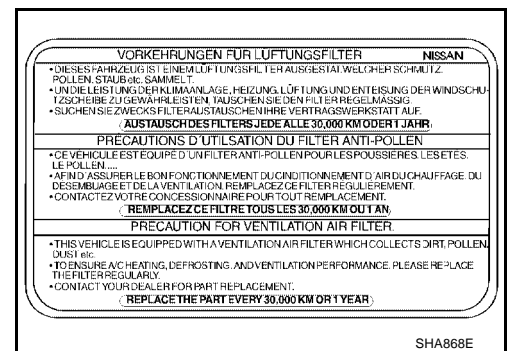 VORKEHRUNGEN FÜR LÜFTUNGSFILTER NISSAN
• DIESES FAHRZEUG IST EINEM LÜFTUNGSFILTER AUSGESTAT.WELCHER SCHMUTZ.
POLLEN. STAUB etc. SAMMELT.
• UN DIE LEISTUNG DER KLIMAANLAGE, HEIZUNG. LÜFTUNG UND ENTEISUNG DER WINDSCHU-
TZSCHEIBE ZU GEWÄHRLEISTEN, TAUSCHEN SIE DEN FILTER REGELMÄSSIG.
• SUCHEN SIE ZWECKS FILTERAUSTAUSCHEN IHRE VERTRAGSWERKSTATT AUF.
AUSTAUSCH DES FILTERS JEDE ALLE 30,000 KM ODER 1 JAHR
PRÉCAUTIONS D'UTILSATION DU FILTER ANTI-POLLEN
• CE VÉHICULE EST ÉQUIPÉ D'UN FILTER ANTI-POLLEN POUR LES POUSSIÈRES. LES ETES.
LE POLLEN.....
• AFIN D'ASSURER LE BON FONCTIONNEMENT DU CINDITIONNEMENT D'AIR DU CHAUFFAGE. DU
DESEMBUAGE ET DE LA VENTILATION. REMPLACEZ CE FILTER RÉGULIEREMENT.
• CONTACTEZ VOTRE CONCESSIONNAIRE POUR TOUT REMPLACEMENT.
REMPLACEZ CE FILTRE TOUS LES 30,000 KM OU 1 AN
PRECAUTION FOR VENTILATION AIR FILTER.
• THIS VEHICLE IS EQUIPPED WITH A VENTILATION AIR FILTER WHICH COLLECTS DIRT, POLLEN,
DUST etc.
• TO ENSURE A/C HEATING, DEFROSTING. AND VENTILATION PERFORMANCE. PLEASE REPLACE
THE FILTER REGULARLY.
• CONTACT YOUR DEALER FOR PART REPLACEMENT.
REPLACE THE PART EVERY 30,000 KM OR 1 YEAR
SHA868E